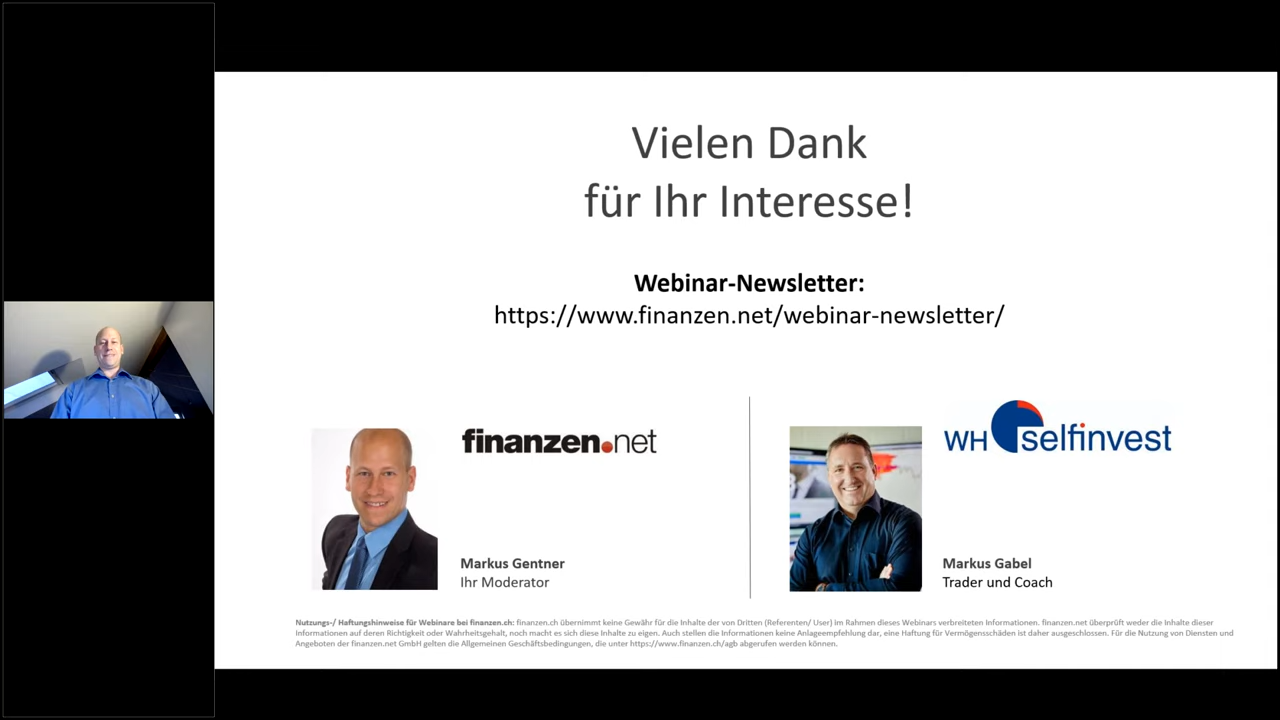 Vielen Dank
für Ihr Interesse!
Webinar-Newsletter:
https://www.finanzen.net/webinar-newsletter/
finanzen.net
Markus Gentner
Ihr Moderator
WH selfinvest
Markus Gabel
Trader und Coach
Nutzungs-/ Haftungshinweise für Webinare bei finanzen.ch: finanzen.ch übernimmt keine Gewähr für die Inhalte der von Dritten (Referenten/ User) im Rahmen dieses Webinars verbreiteten Informationen. finanzen.net überprüft weder die Inhalte dieser
Informationen auf deren Richtigkeit oder Wahrheitsgehalt, noch macht es sich diese Inhalte zu eigen. Auch stellen die Informationen keine Anlageempfehlung dar, eine Haftung für Vermögensschäden ist daher ausgeschlossen. Für die Nutzung von Diensten und
Angeboten der finanzen.net GmbH gelten die Allgemeinen Geschäftsbedingungen, die unter https://www.finanzen.ch/agb abgerufen werden können.